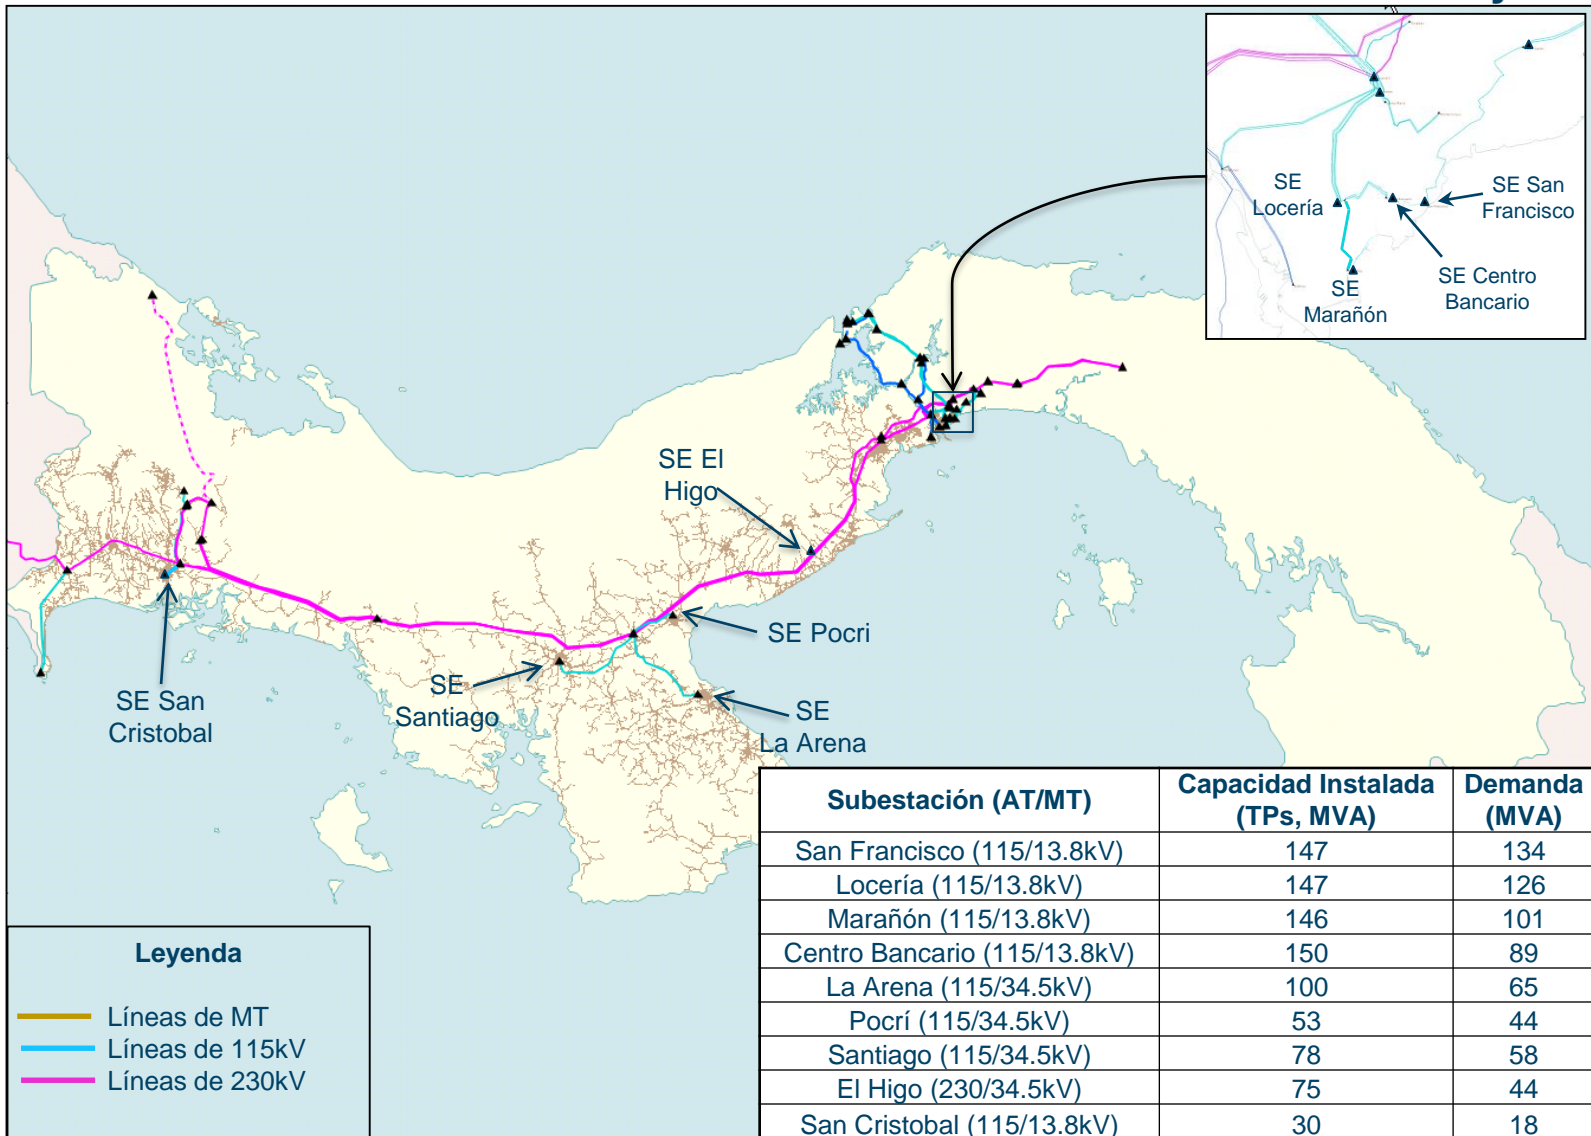 SE
Locería
SE San
Francisco
SE Centro
Bancario
SE
Marañón
SE El
Higo
SE Pocri
SE
Santiago
SE
La Arena
SE San
Cristobal
Leyenda
Líneas de MT
Líneas de 115kV
Líneas de 230kV
Subestación (AT/MT) Capacidad Instalada (TPs, MVA) Demanda (MVA)
San Francisco (115/13.8kV) 147 134
Locería (115/13.8kV) 147 126
Marañón (115/13.8kV) 146 101
Centro Bancario (115/13.8kV) 150 89
La Arena (115/34.5kV) 100 65
Pocrí (115/34.5kV) 53 44
Santiago (115/34.5kV) 78 58
El Higo (230/34.5kV) 75 44
San Cristobal (115/13.8kV) 30 18